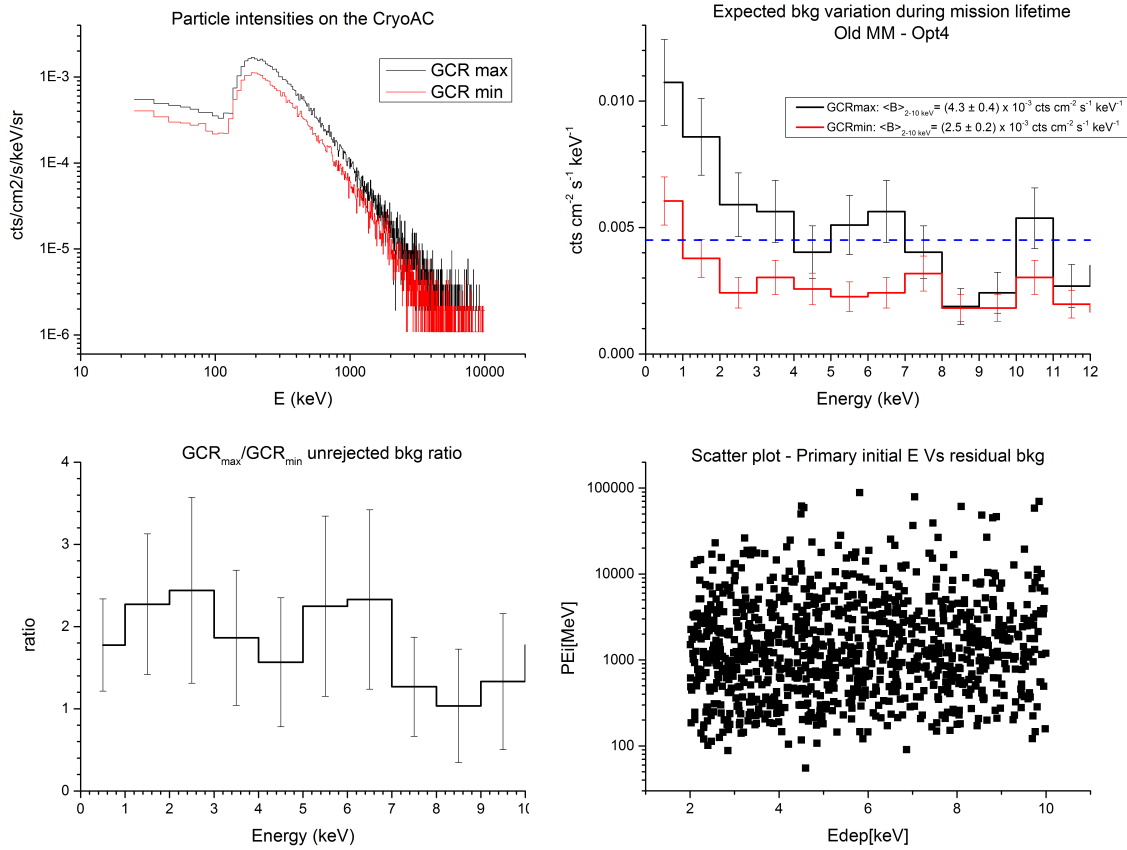 Particle intensities on the CryoAC
GCR max
GCR min
1E-3
1E-4
1E-5
1E-6
cts/cm2/s/keV/sr
10
100
1000
10000
E (keV)
Expected bkg variation during mission lifetime
Old MM - Opt4
GCRmax: <B>2-10 keV= (4.3 ± 0.4) x 10-3 cts cm-2 s-1 keV-1
GCRmin: <B>2-10 keV= (2.5 ± 0.2) x 10-3 cts cm-2 s-1 keV-1
0.010
0.005
0.000
cts cm-2 s-1 keV-1
0 1 2 3 4 5 6 7 8 9 10 11 12
Energy (keV)
GCRmax/GCRmin unrejected bkg ratio
4
3
2
1
0
ratio
0 1 2 3 4 5 6 7 8 9 10
Energy (keV)
Scatter plot - Primary initial E Vs residual bkg
100000
10000
1000
100
PEi[MeV]
2 4 6 8 10
Edep[keV]